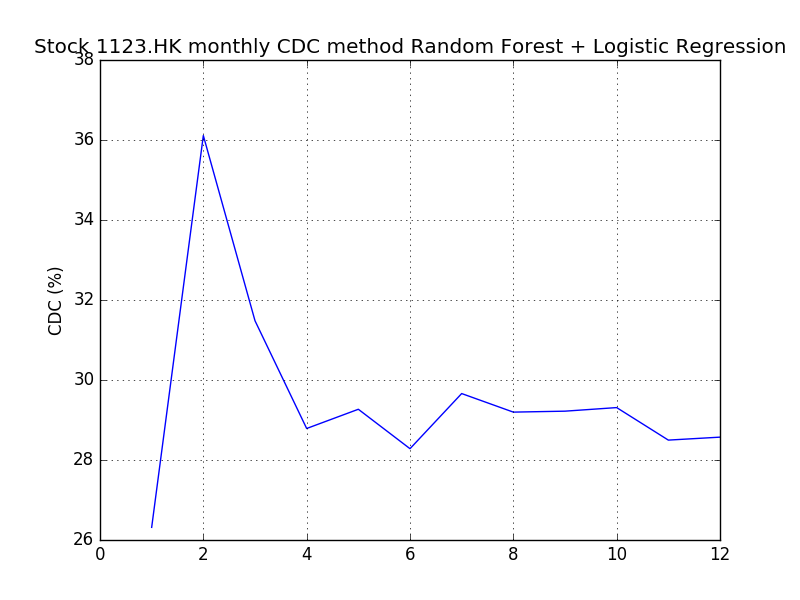 Stock 1123.HK monthly CDC method Random Forest + Logistic Regression
38
36
34
32
30
28
26
CDC (%)
0 2 4 6 8 10 12